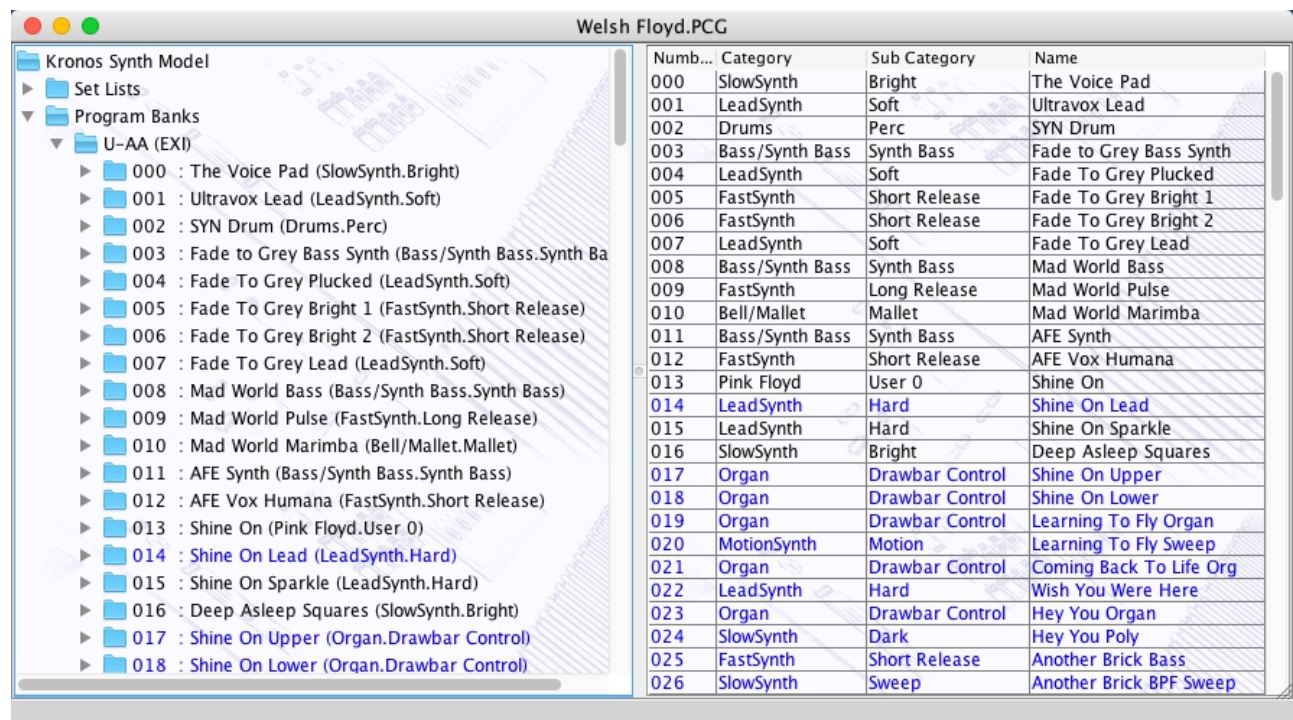 Welsh Floyd.PCG
Kronos Synth Model
Set Lists
Program Banks
U-AA (EXI)
000 : The Voice Pad (SlowSynth.Bright)
001 : Ultravox Lead (LeadSynth.Soft)
002 : SYN Drum (Drums.Perc)
003 : Fade to Grey Bass Synth (Bass/Synth Bass.Synth Ba
004 : Fade To Grey Plucked (LeadSynth.Soft)
005 : Fade To Grey Bright 1 (FastSynth.Short Release)
006 : Fade To Grey Bright 2 (FastSynth.Short Release)
007 : Fade To Grey Lead (LeadSynth.Soft)
008 : Mad World Bass (Bass/Synth Bass.Synth Bass)
009 : Mad World Pulse (FastSynth.Long Release)
010 : Mad World Marimba (Bell/Mallet.Mallet)
011 : AFE Synth (Bass/Synth Bass.Synth Bass)
012 : AFE Vox Humana (FastSynth.Short Release)
013 : Shine On (Pink Floyd.User 0)
014 : Shine On Lead (LeadSynth.Hard)
015 : Shine On Sparkle (LeadSynth.Hard)
016 : Deep Asleep Squares (SlowSynth.Bright)
017 : Shine On Upper (Organ.Drawbar Control)
018 : Shine On Lower (Organ.Drawbar Control)
Numb... Category Sub Category Name
000 SlowSynth Bright The Voice Pad
001 LeadSynth Soft Ultravox Lead
002 Drums Perc SYN Drum
003 Bass/Synth Bass Synth Bass Fade to Grey Bass Synth
004 LeadSynth Soft Fade To Grey Plucked
005 FastSynth Short Release Fade To Grey Bright 1
006 FastSynth Short Release Fade To Grey Bright 2
007 LeadSynth Soft Fade To Grey Lead
008 Bass/Synth Bass Synth Bass Mad World Bass
009 FastSynth Long Release Mad World Pulse
010 Bell/Mallet Mallet Mad World Marimba
011 Bass/Synth Bass Synth Bass AFE Synth
012 FastSynth Short Release AFE Vox Humana
013 Pink Floyd User 0 Shine On
014 LeadSynth Hard Shine On Lead
015 LeadSynth Hard Shine On Sparkle
016 SlowSynth Bright Deep Asleep Squares
017 Organ Drawbar Control Shine On Upper
018 Organ Drawbar Control Shine On Lower
019 Organ Drawbar Control Learning To Fly Organ
020 MotionSynth Motion Learning To Fly Sweep
021 Organ Drawbar Control Coming Back To Life Org
022 LeadSynth Hard Wish You Were Here
023 Organ Drawbar Control Hey You Organ
024 SlowSynth Dark Hey You Poly
025 FastSynth Short Release Another Brick Bass
026 SlowSynth Sweep Another Brick BPF Sweep